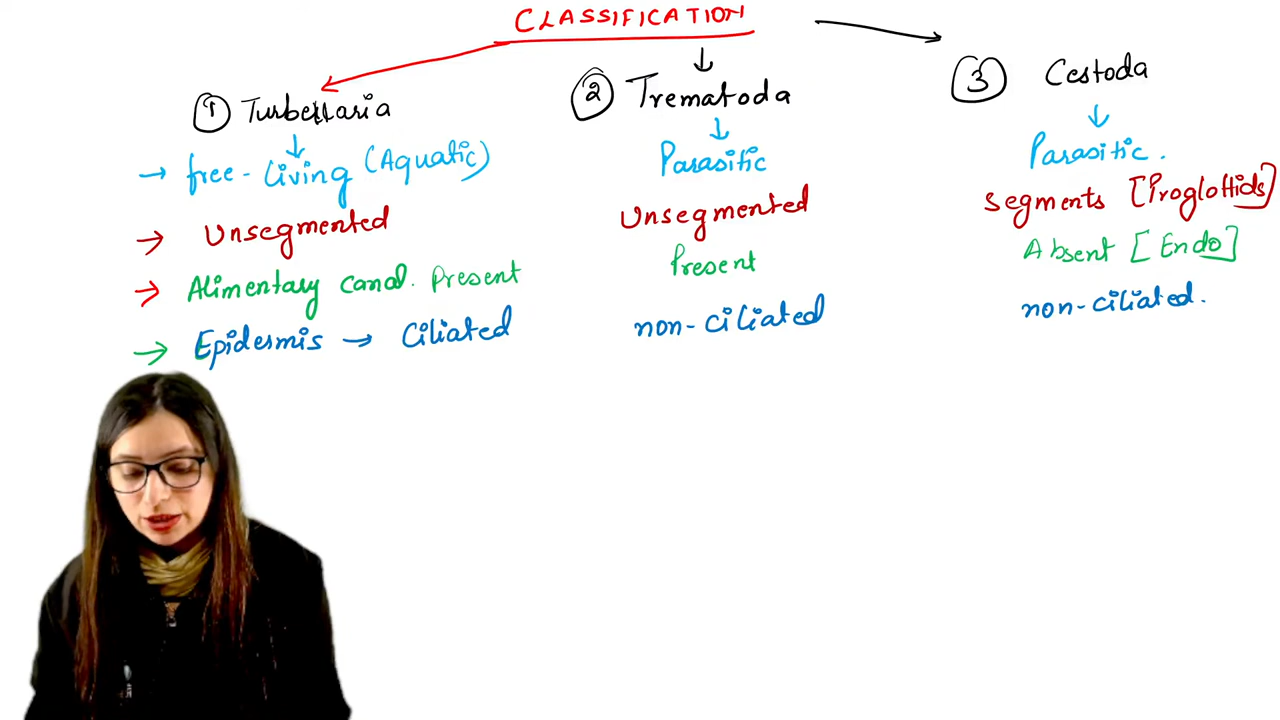 CLASSIFICATION
① Turbellaria
→ free-Living (Aquatic)
→ Unsegmented
→ Alimentary canal. Present
→ Epidermis → Ciliated
② Trematoda
Parasitic
Unsegmented
Present
non-ciliated
③ Cestoda
Parasitic.
Segments [Proglottids]
Absent [Endo]
non-ciliated.